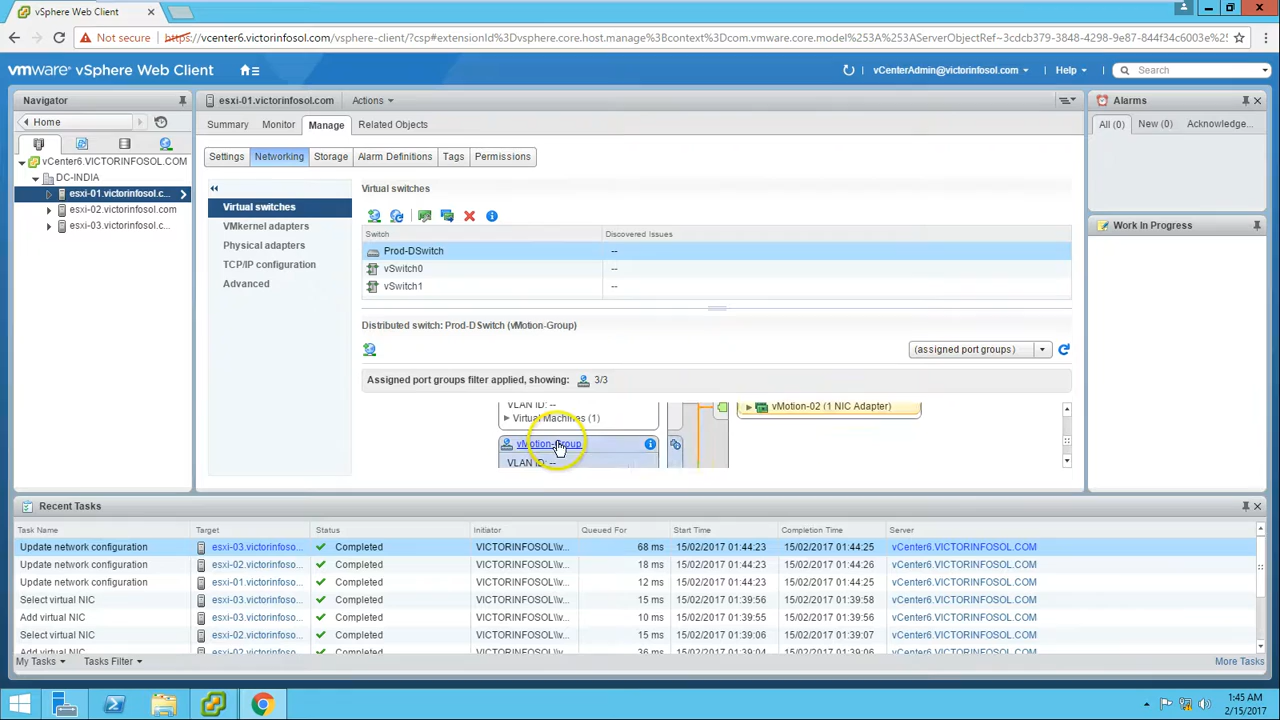 vSphere Web Client
Not secure
https://vcenter6.victorinfosol.com/vsphere-client/?csp#extensionId%3Dvsphere.core.host.manage%3Bcontext%3Dcom.vmware.core.model%253A%253AServerObjectRef~3cdcb379-3848-4298-9e87-844f34c6003
vmware® vSphere Web Client
vCenterAdmin@victorinfosol.com
Help
Search
Navigator
Home
vCenter6.VICTORINFOSOL.COM
DC-INDIA
esxi-01.victorinfosol.c...
esxi-02.victorinfosol.com
esxi-03.victorinfosol.c...
esxi-01.victorinfosol.com
Actions
Summary
Monitor
Manage
Related Objects
Settings
Networking
Storage
Alarm Definitions
Tags
Permissions
Virtual switches
VMkernel adapters
Physical adapters
TCP/IP configuration
Advanced
Virtual switches
Switch
Discovered Issues
Prod-DSwitch
--
vSwitch0
--
vSwitch1
--
Distributed switch: Prod-DSwitch (vMotion-Group)
(assigned port groups)
Assigned port groups filter applied, showing:
3/3
VLAN ID: --
Virtual Machines (1)
vMotion-Group
VLAN ID: --
vMotion-02 (1 NIC Adapter)
Alarms
All (0)
New (0)
Acknowledge...
Work In Progress
Recent Tasks
Task Name Target Status Initiator Queued For Start Time Completion Time Server
Update network configuration esxi-03.victorinfoso... Completed VICTORINFOSOL\\v... 68 ms 15/02/2017 01:44:23 15/02/2017 01:44:25 vCenter6.VICTORINFOSOL.COM
Update network configuration esxi-02.victorinfoso... Completed VICTORINFOSOL\\v... 18 ms 15/02/2017 01:44:23 15/02/2017 01:44:26 vCenter6.VICTORINFOSOL.COM
Update network configuration esxi-01.victorinfoso... Completed VICTORINFOSOL\\v... 12 ms 15/02/2017 01:44:23 15/02/2017 01:44:25 vCenter6.VICTORINFOSOL.COM
Select virtual NIC esxi-03.victorinfoso... Completed VICTORINFOSOL\\v... 15 ms 15/02/2017 01:39:56 15/02/2017 01:39:58 vCenter6.VICTORINFOSOL.COM
Add virtual NIC esxi-03.victorinfoso... Completed VICTORINFOSOL\\v... 10 ms 15/02/2017 01:39:55 15/02/2017 01:39:56 vCenter6.VICTORINFOSOL.COM
Select virtual NIC esxi-02.victorinfoso... Completed VICTORINFOSOL\\v... 15 ms 15/02/2017 01:39:06 15/02/2017 01:39:07 vCenter6.VICTORINFOSOL.COM
My Tasks
Tasks Filter
More Tasks
1:45 AM
2/15/2017